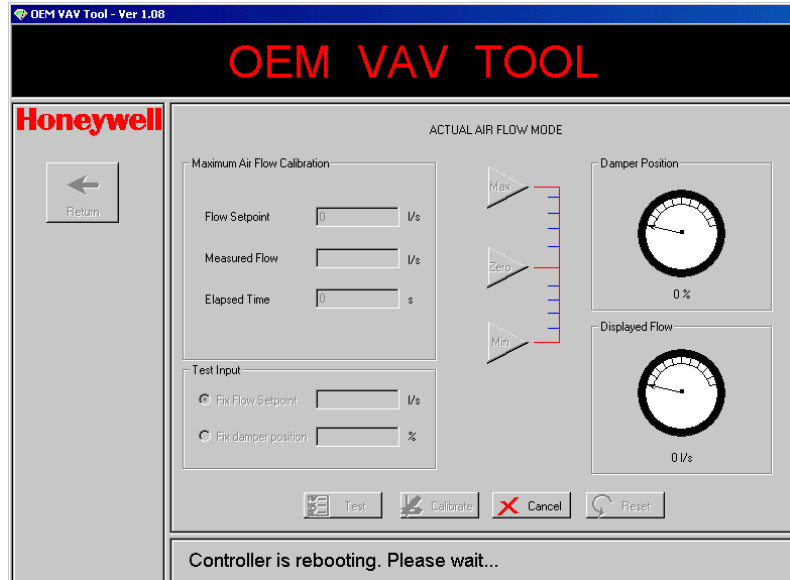 OEM VAV Tool - Ver 1.08
OEM VAV TOOL
Honeywell
Return
ACTUAL AIR FLOW MODE
Maximum Air Flow Calibration
Flow Setpoint 0 l/s
Measured Flow l/s
Elapsed Time 0 s
Max
Zero
Min
Damper Position
0 %
Displayed Flow
0 l/s
Test Input
Fix Flow Setpoint l/s
Fix damper position %
Test Calibrate Cancel Reset
Controller is rebooting. Please wait...